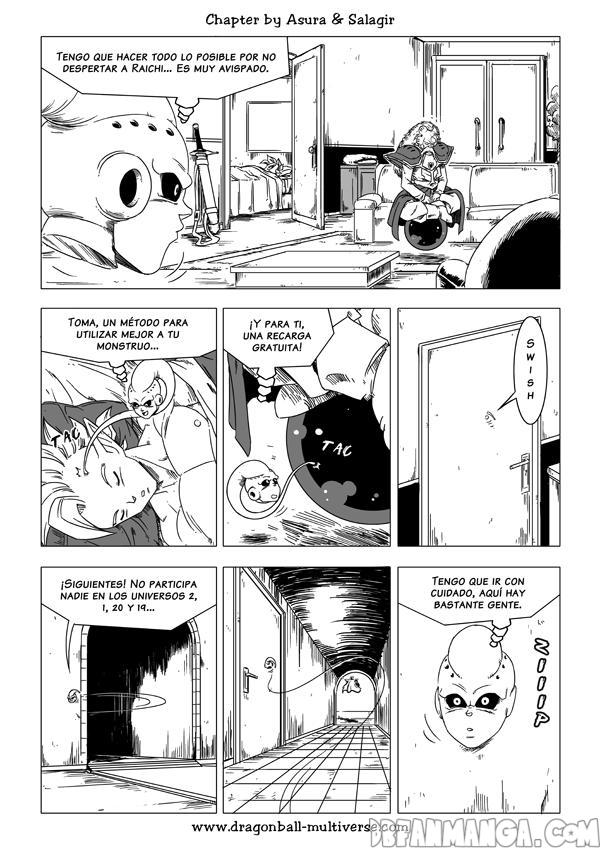 Chapter by Asura & Salagir
Tengo que hacer todo lo posible por no
despertar a Raichi... Es muy avispado.
Toma, un método para
utilizar mejor a tu
monstruo...
TAC
¡Y para ti,
una recarga
gratuita!
TAC
Swish
¡Siguientes! No participa
nadie en los universos 2,
1, 20 y 19...
Tengo que ir con
cuidado, aquí hay
bastante gente.
ZIIIP
www.dragonball-multiverse.com
DBFANMANGA.COM